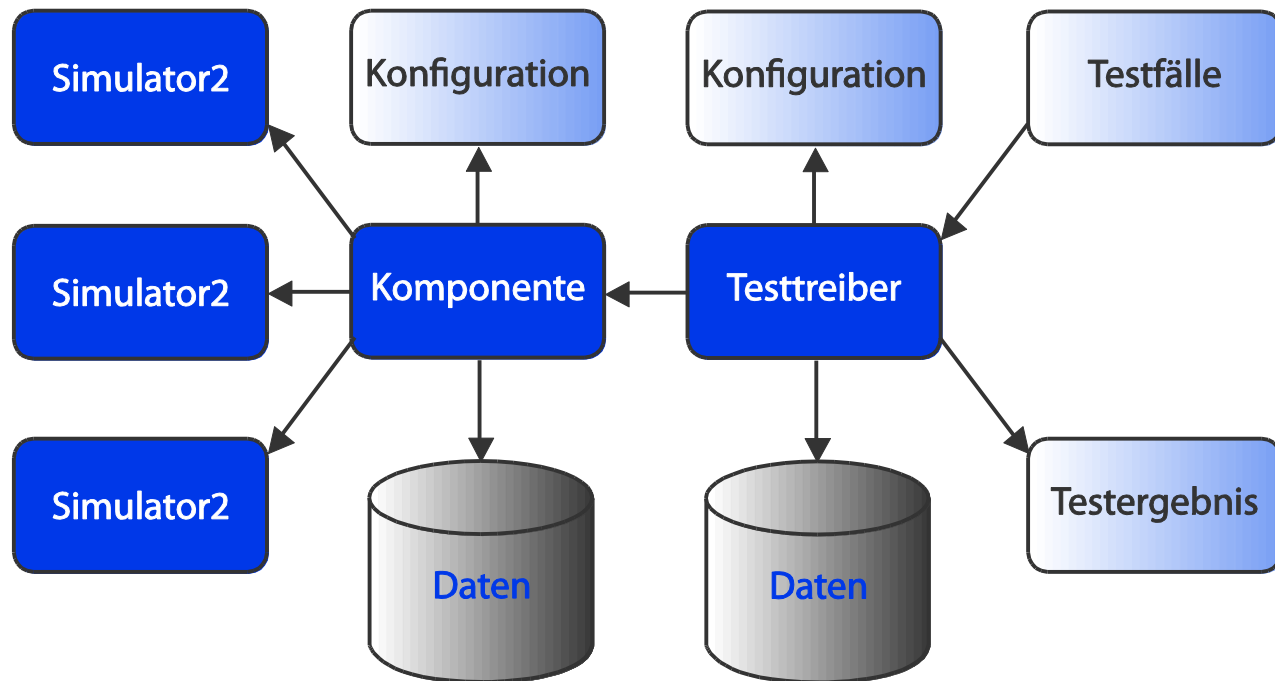 Simulator2
Konfiguration
Konfiguration
Testfälle
Simulator2
Komponente
Testtreiber
Simulator2
Testergebnis
Daten
Daten